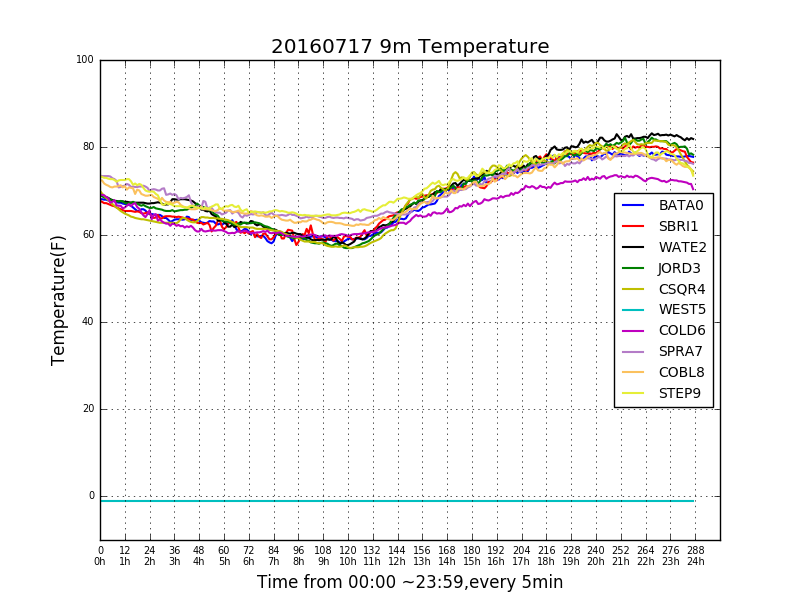 20160717 9m Temperature
Temperature(F)
100
80
60
40
20
0
BATA0
SBRI1
WATE2
JORD3
CSQR4
WEST5
COLD6
SPRA7
COBL8
STEP9
0 12 24 36 48 60 72 84 96 108 120 132 144 156 168 180 192 204 216 228 240 252 264 276 288
0h 1h 2h 3h 4h 5h 6h 7h 8h 9h 10h 11h 12h 13h 14h 15h 16h 17h 18h 19h 20h 21h 22h 23h 24h
Time from 00:00 ~23:59,every 5min